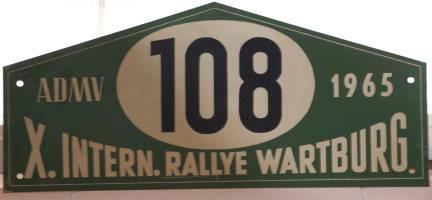 108
ADMV 1965
X. INTERN. RALLYE WARTBURG